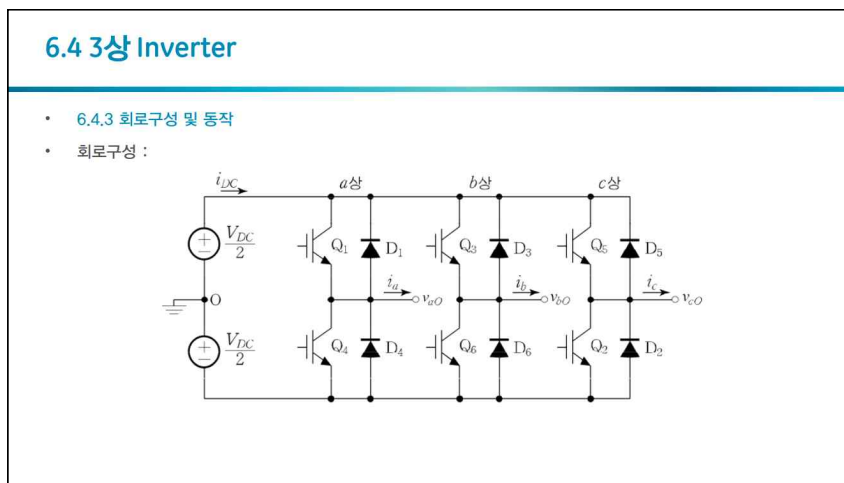 6.4 3상 Inverter
• 6.4.3 회로구성 및 동작
• 회로구성 :
i_DC a상 b상 c상
V_DC/2 Q₁ D₁ Q₃ D₃ Q₅ D₅
O i_a v_aO i_b v_bO i_c v_cO
V_DC/2 Q₄ D₄ Q₆ D₆ Q₂ D₂